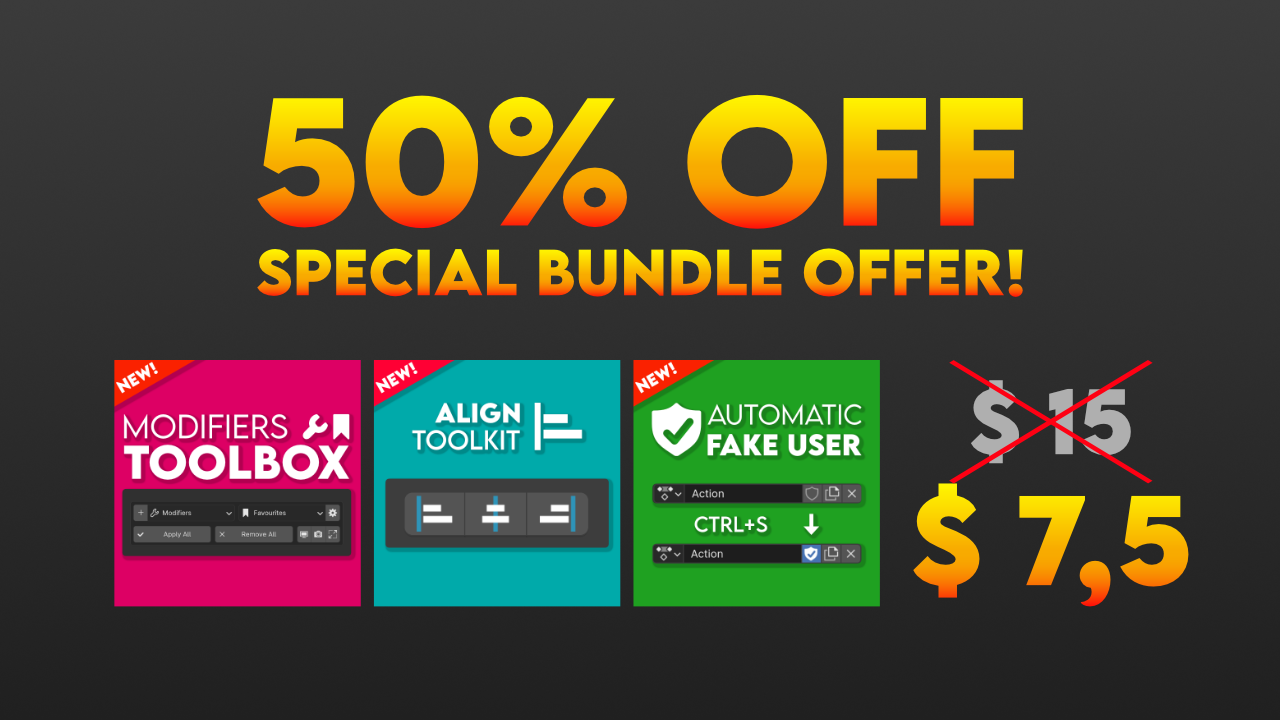 50% OFF
SPECIAL BUNDLE OFFER!
NEW!
MODIFIERS
TOOLBOX
+ Modifiers Favourites
Apply All Remove All
NEW!
ALIGN
TOOLKIT
NEW!
AUTOMATIC
FAKE USER
Action
CTRL+S
Action
$ 15
$ 7,5